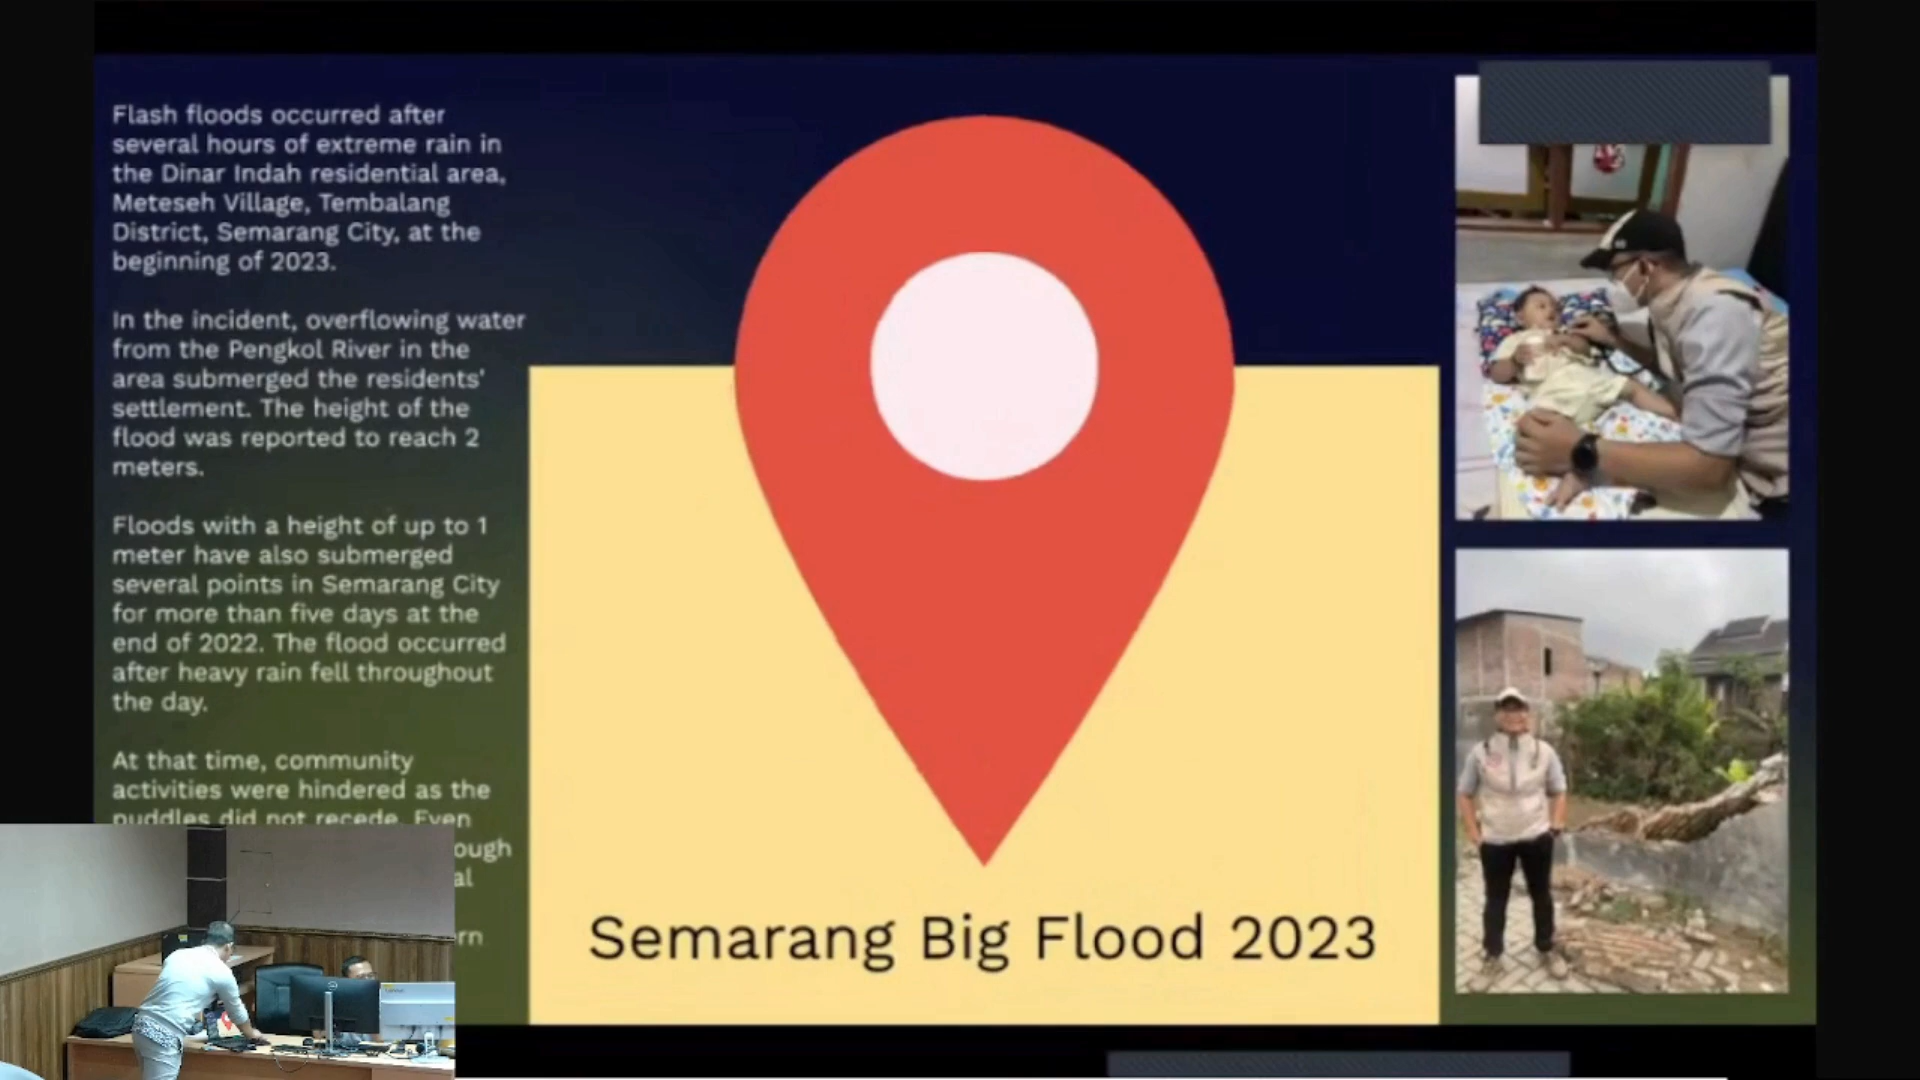 Flash floods occurred after
several hours of extreme rain in
the Dinar Indah residential area,
Meteseh Village, Tembalang
District, Semarang City, at the
beginning of 2023.
In the incident, overflowing water
from the Pengkol River in the
area submerged the residents'
settlement. The height of the
flood was reported to reach 2
meters.
Floods with a height of up to 1
meter have also submerged
several points in Semarang City
for more than five days at the
end of 2022. The flood occurred
after heavy rain fell throughout
the day.
At that time, community
activities were hindered as the
puddles did not recede. Even
ough
al
rn
Semarang Big Flood 2023